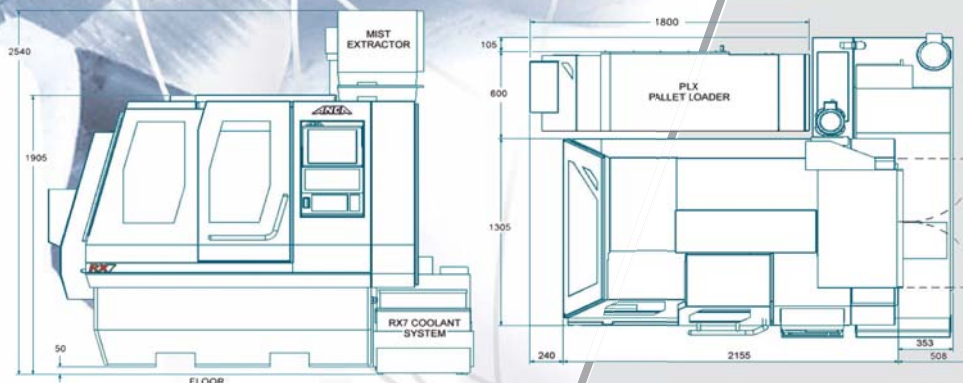 2540
MIST
EXTRACTOR
ANCA
1905
RX7
RX7 COOLANT
SYSTEM
50
FLOOR
1800
105
600
PLX
PALLET LOADER
1305
353
240
2155
508